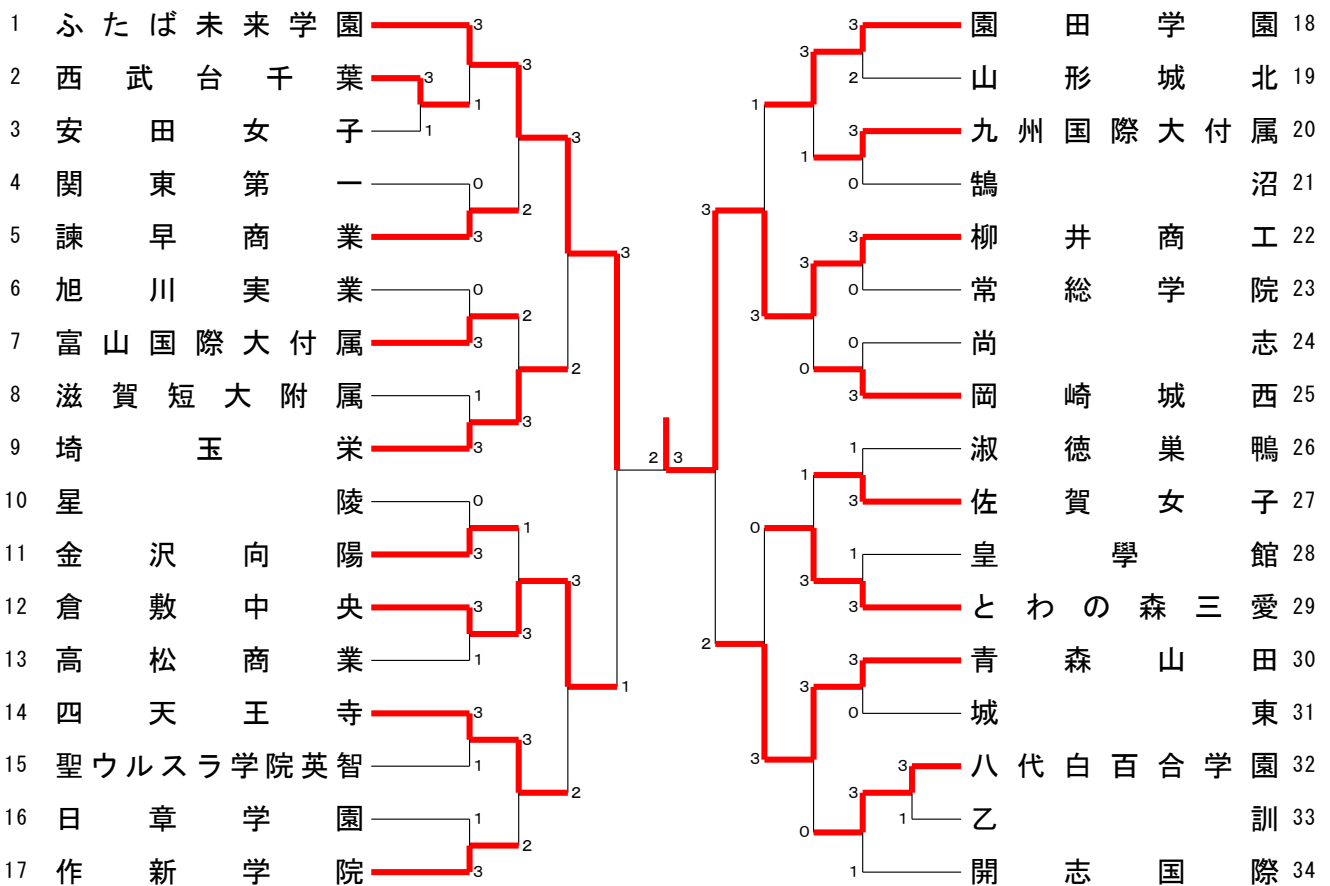 1 ふたば未来学園 3 3 園田学園 18
3 3
2 西武台千葉 3 2 山形城北 19
1 1
3 安田女子 1 3 3 九州国際大付属 20
1
4 関東第一 0 0 鵠沼 21
2 3
5 諫早商業 3 3 柳井商工 22
3 3
6 旭川実業 0 0 常総学院 23
2 3
7 富山国際大付属 3 0 尚志 24
2 0
8 滋賀短大附属 1 3 岡崎城西 25
3
9 埼玉栄 3 1 淑徳巣鴨 26
2 3 1
10 星陵 0 3 佐賀女子 27
1 0
11 金沢向陽 3 1 皇學館 28
3 3
12 倉敷中央 3 3 とわの森三愛 29
3 2
13 高松商業 1 3 青森山田 30
1 3
14 四天王寺 3 0 城東 31
3 3
15 聖ウルスラ学院英智 1 3 八代白百合学園 32
2 3
16 日章学園 1 1 乙訓 33
2 0
17 作新学院 3 1 開志国際 34